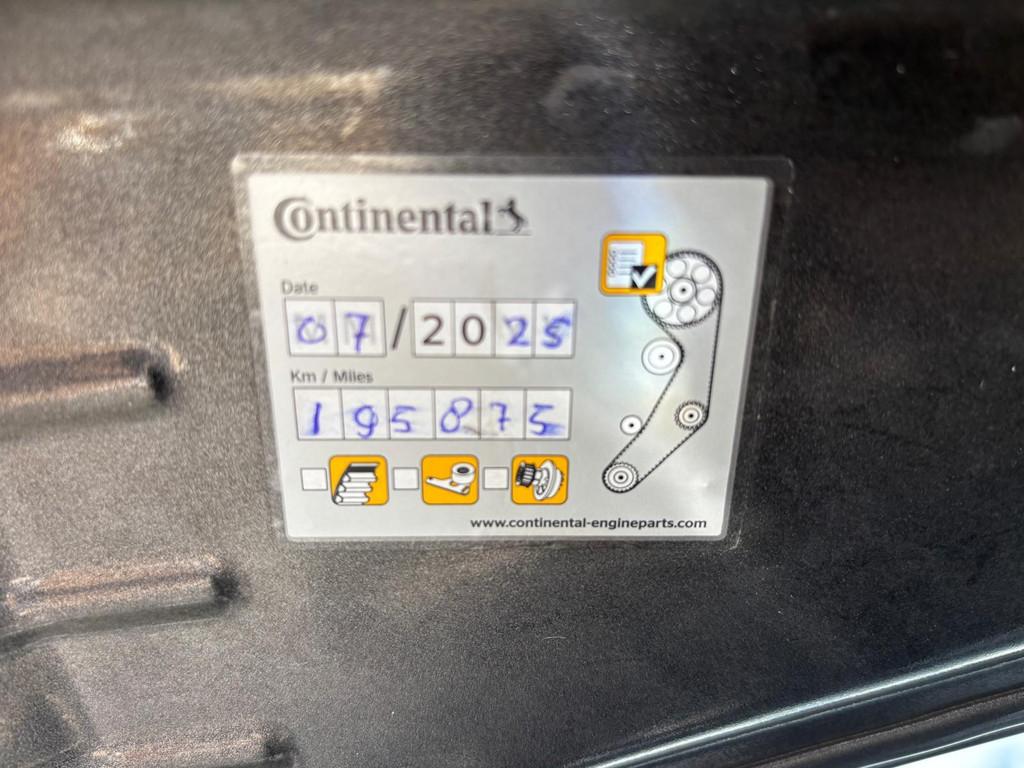 Continental
Date
07/2025
Km / Miles
195875
www.continental-engineparts.com